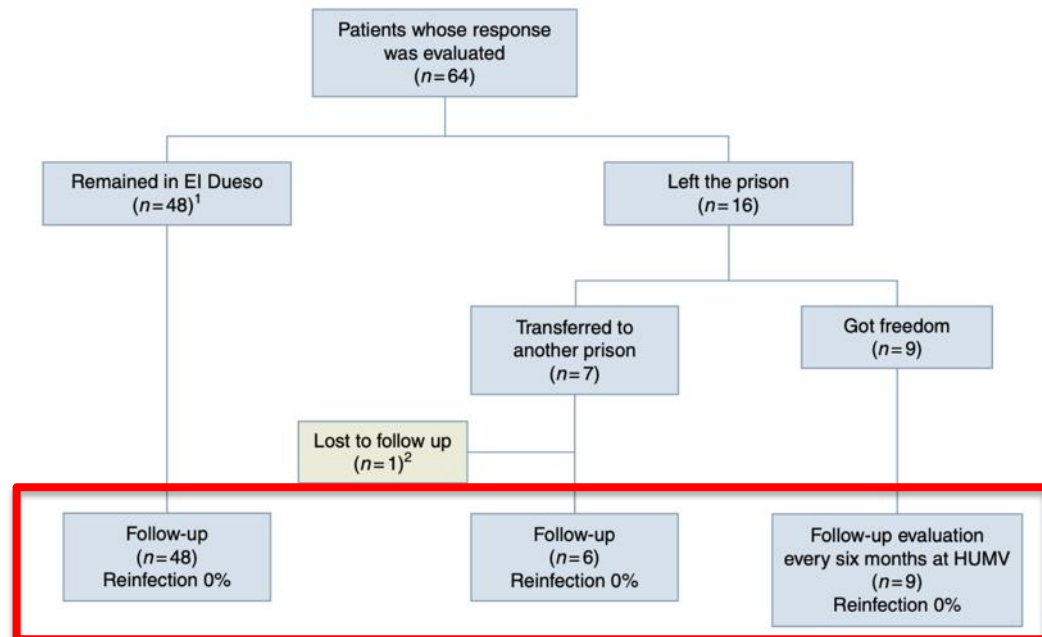 Patients whose response
was evaluated
(n=64)
Remained in El Dueso
(n=48)¹
Left the prison
(n=16)
Transferred to
another prison
(n=7)
Got freedom
(n=9)
Lost to follow up
(n=1)²
Follow-up
(n=48)
Reinfection 0%
Follow-up
(n=6)
Reinfection 0%
Follow-up evaluation
every six months at HUMV
(n=9)
Reinfection 0%